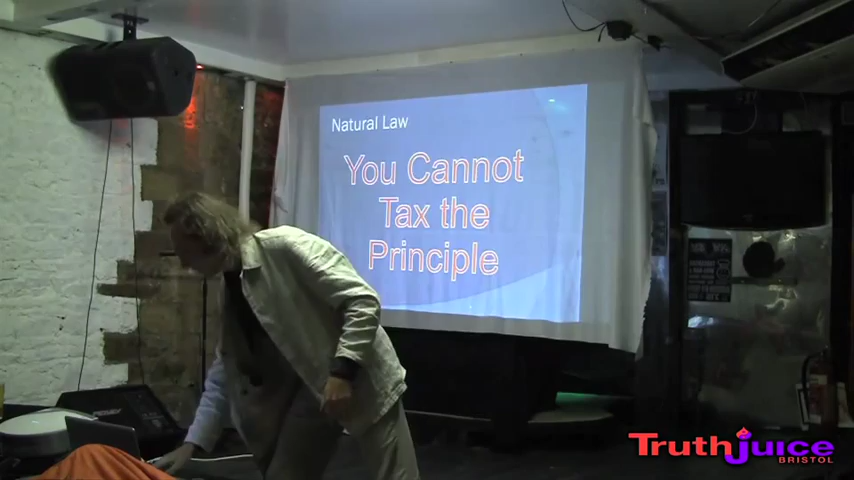 Natural Law
You Cannot
Tax the
Principle
Truthjuice
BRISTOL